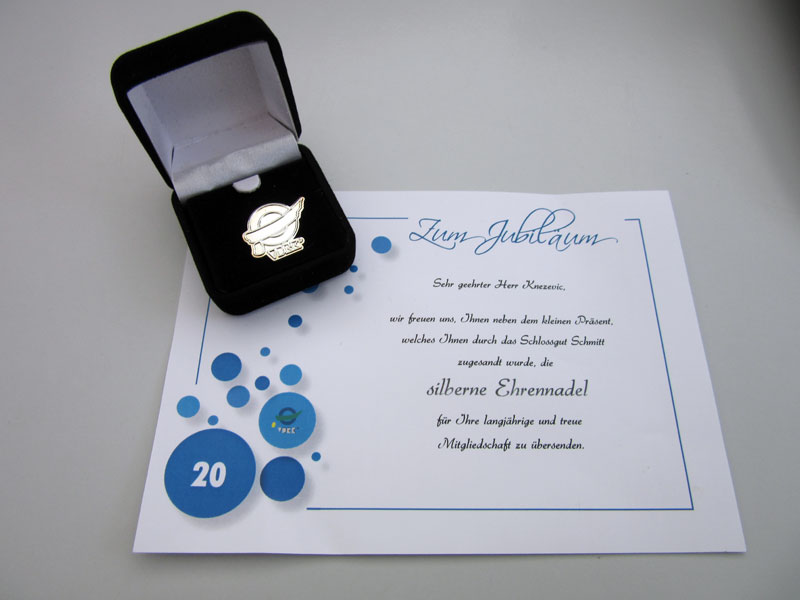 Zum Jubiläum
Sehr geehrter Herr Knezevic,
wir freuen uns, Ihnen neben dem kleinen Präsent,
welches Ihnen durch das Schlossgut Schmitt
zugesandt wurde, die
silberne Ehrennadel
für Ihre langjährige und treue
Mitgliedschaft zu übersenden.
20